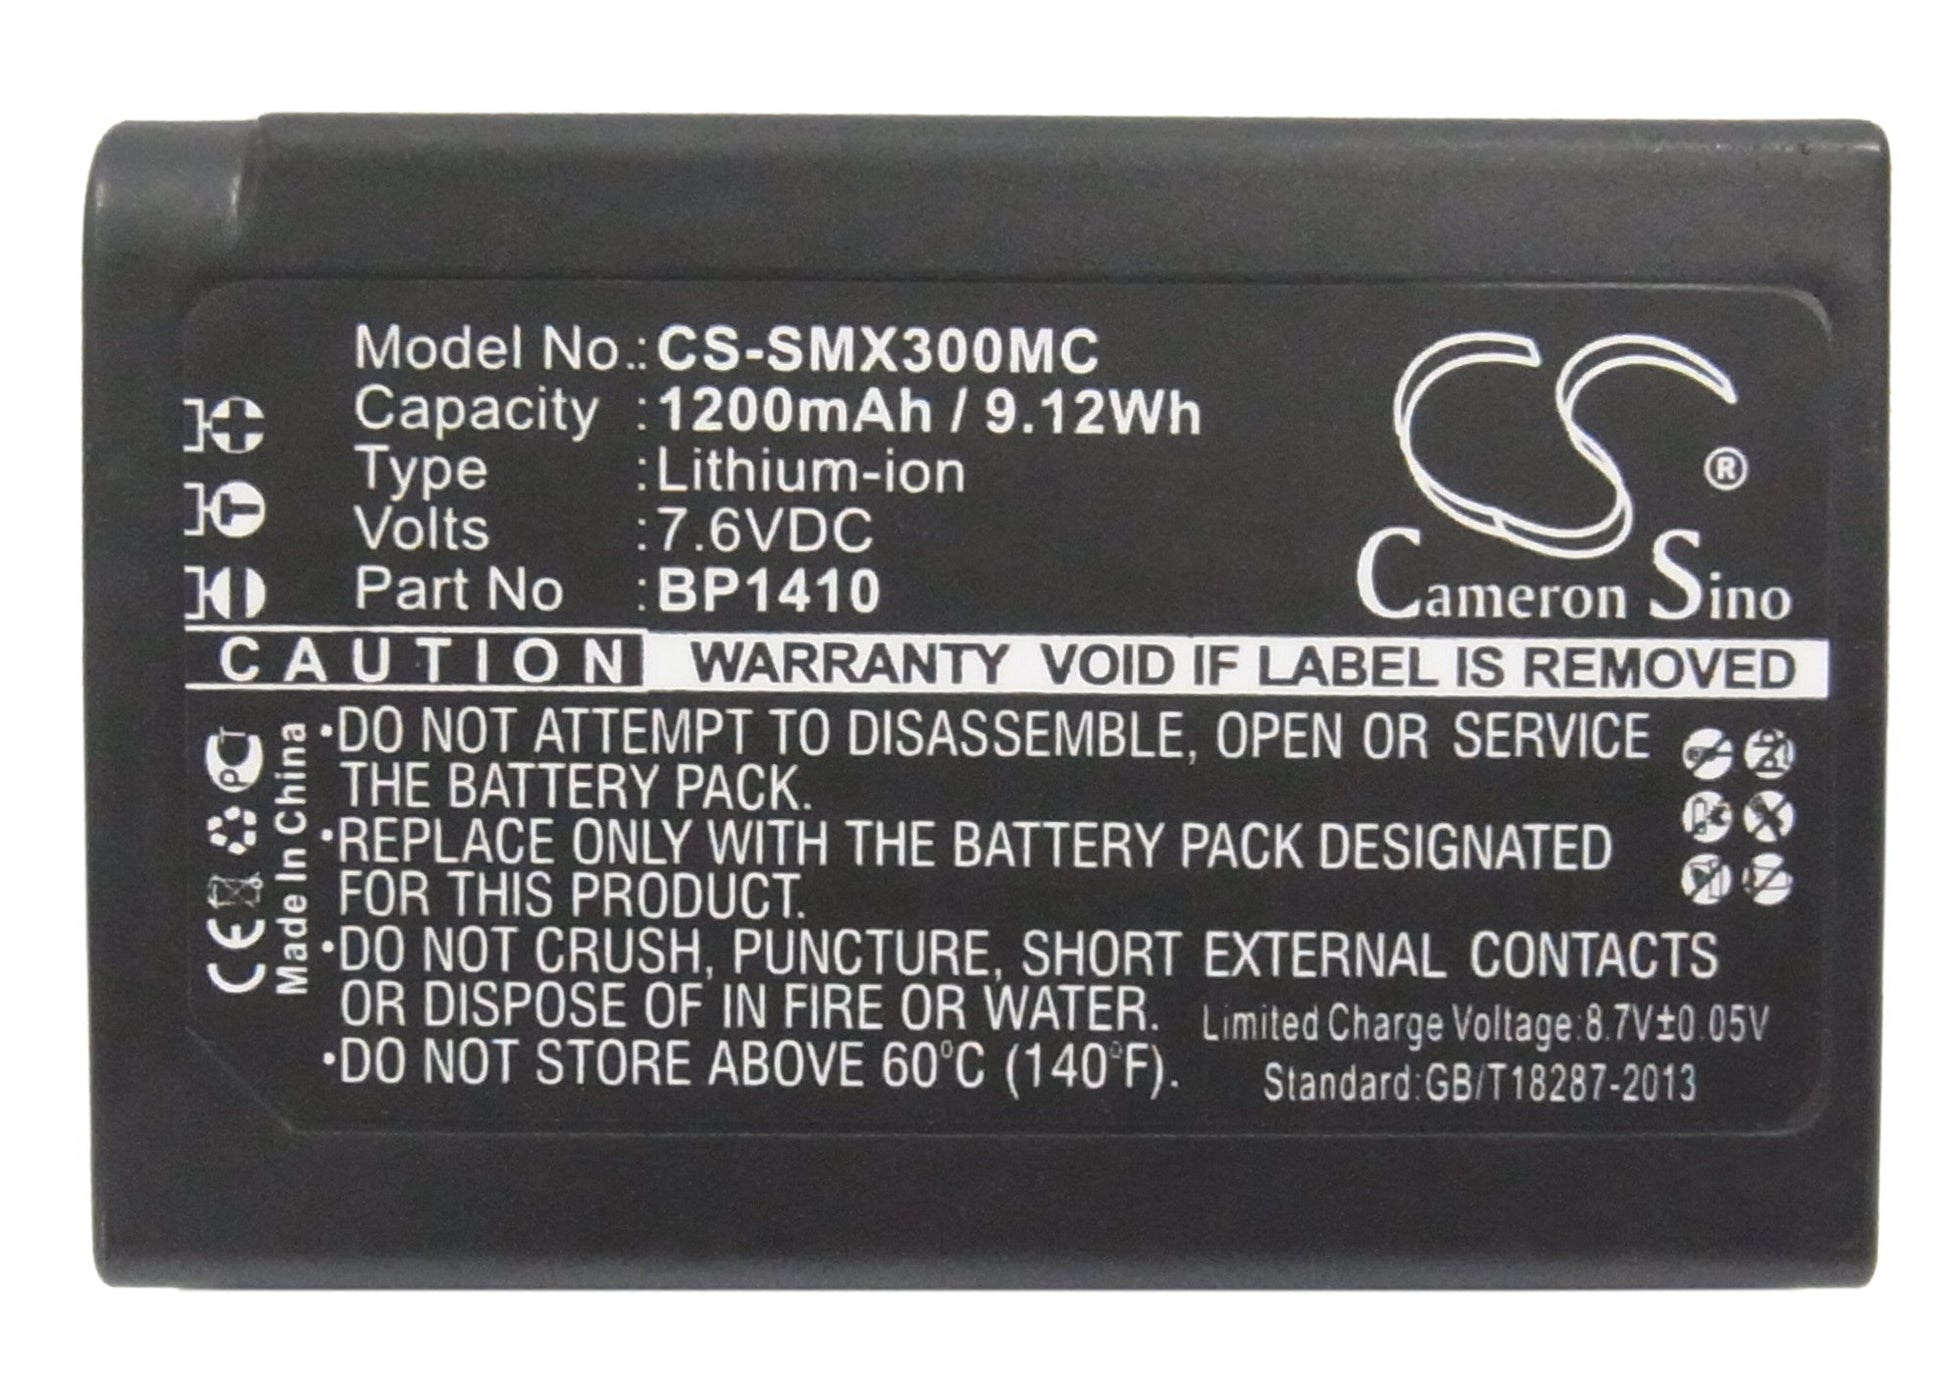 Model No.:CS-SMX300MC
Capacity :1200mAh / 9.12Wh
Type :Lithium-ion
Volts :7.6VDC
Part No :BP1410
CS ®
Cameron Sino
CAUTION WARRANTY VOID IF LABEL IS REMOVED
•DO NOT ATTEMPT TO DISASSEMBLE, OPEN OR SERVICE
THE BATTERY PACK.
•REPLACE ONLY WITH THE BATTERY PACK DESIGNATED
FOR THIS PRODUCT.
•DO NOT CRUSH, PUNCTURE, SHORT EXTERNAL CONTACTS
OR DISPOSE OF IN FIRE OR WATER.
•DO NOT STORE ABOVE 60°C (140°F).
Limited Charge Voltage:8.7V±0.05V
Standard:GB/T18287-2013
Made In China
CE
PCT